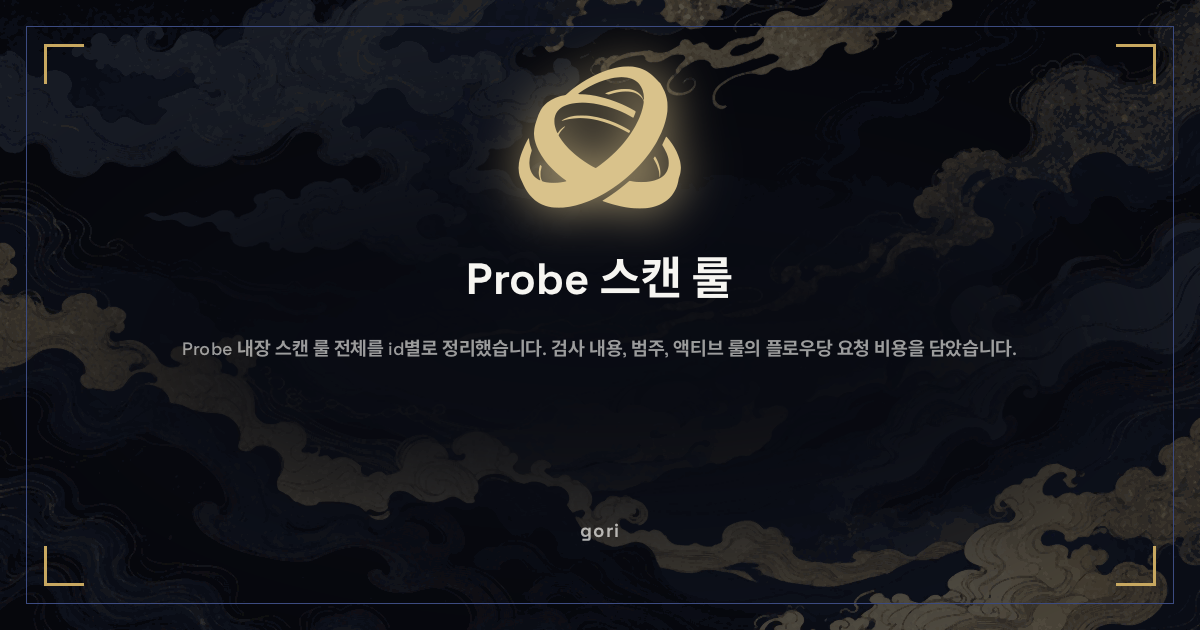 Probe 스캔 룰
Probe 내장 스캔 룰 전체를 id별로 정리했습니다. 검사 내용, 범주, 액티브 룰의 플로우당 요청 비용을 담았습니다.
gori